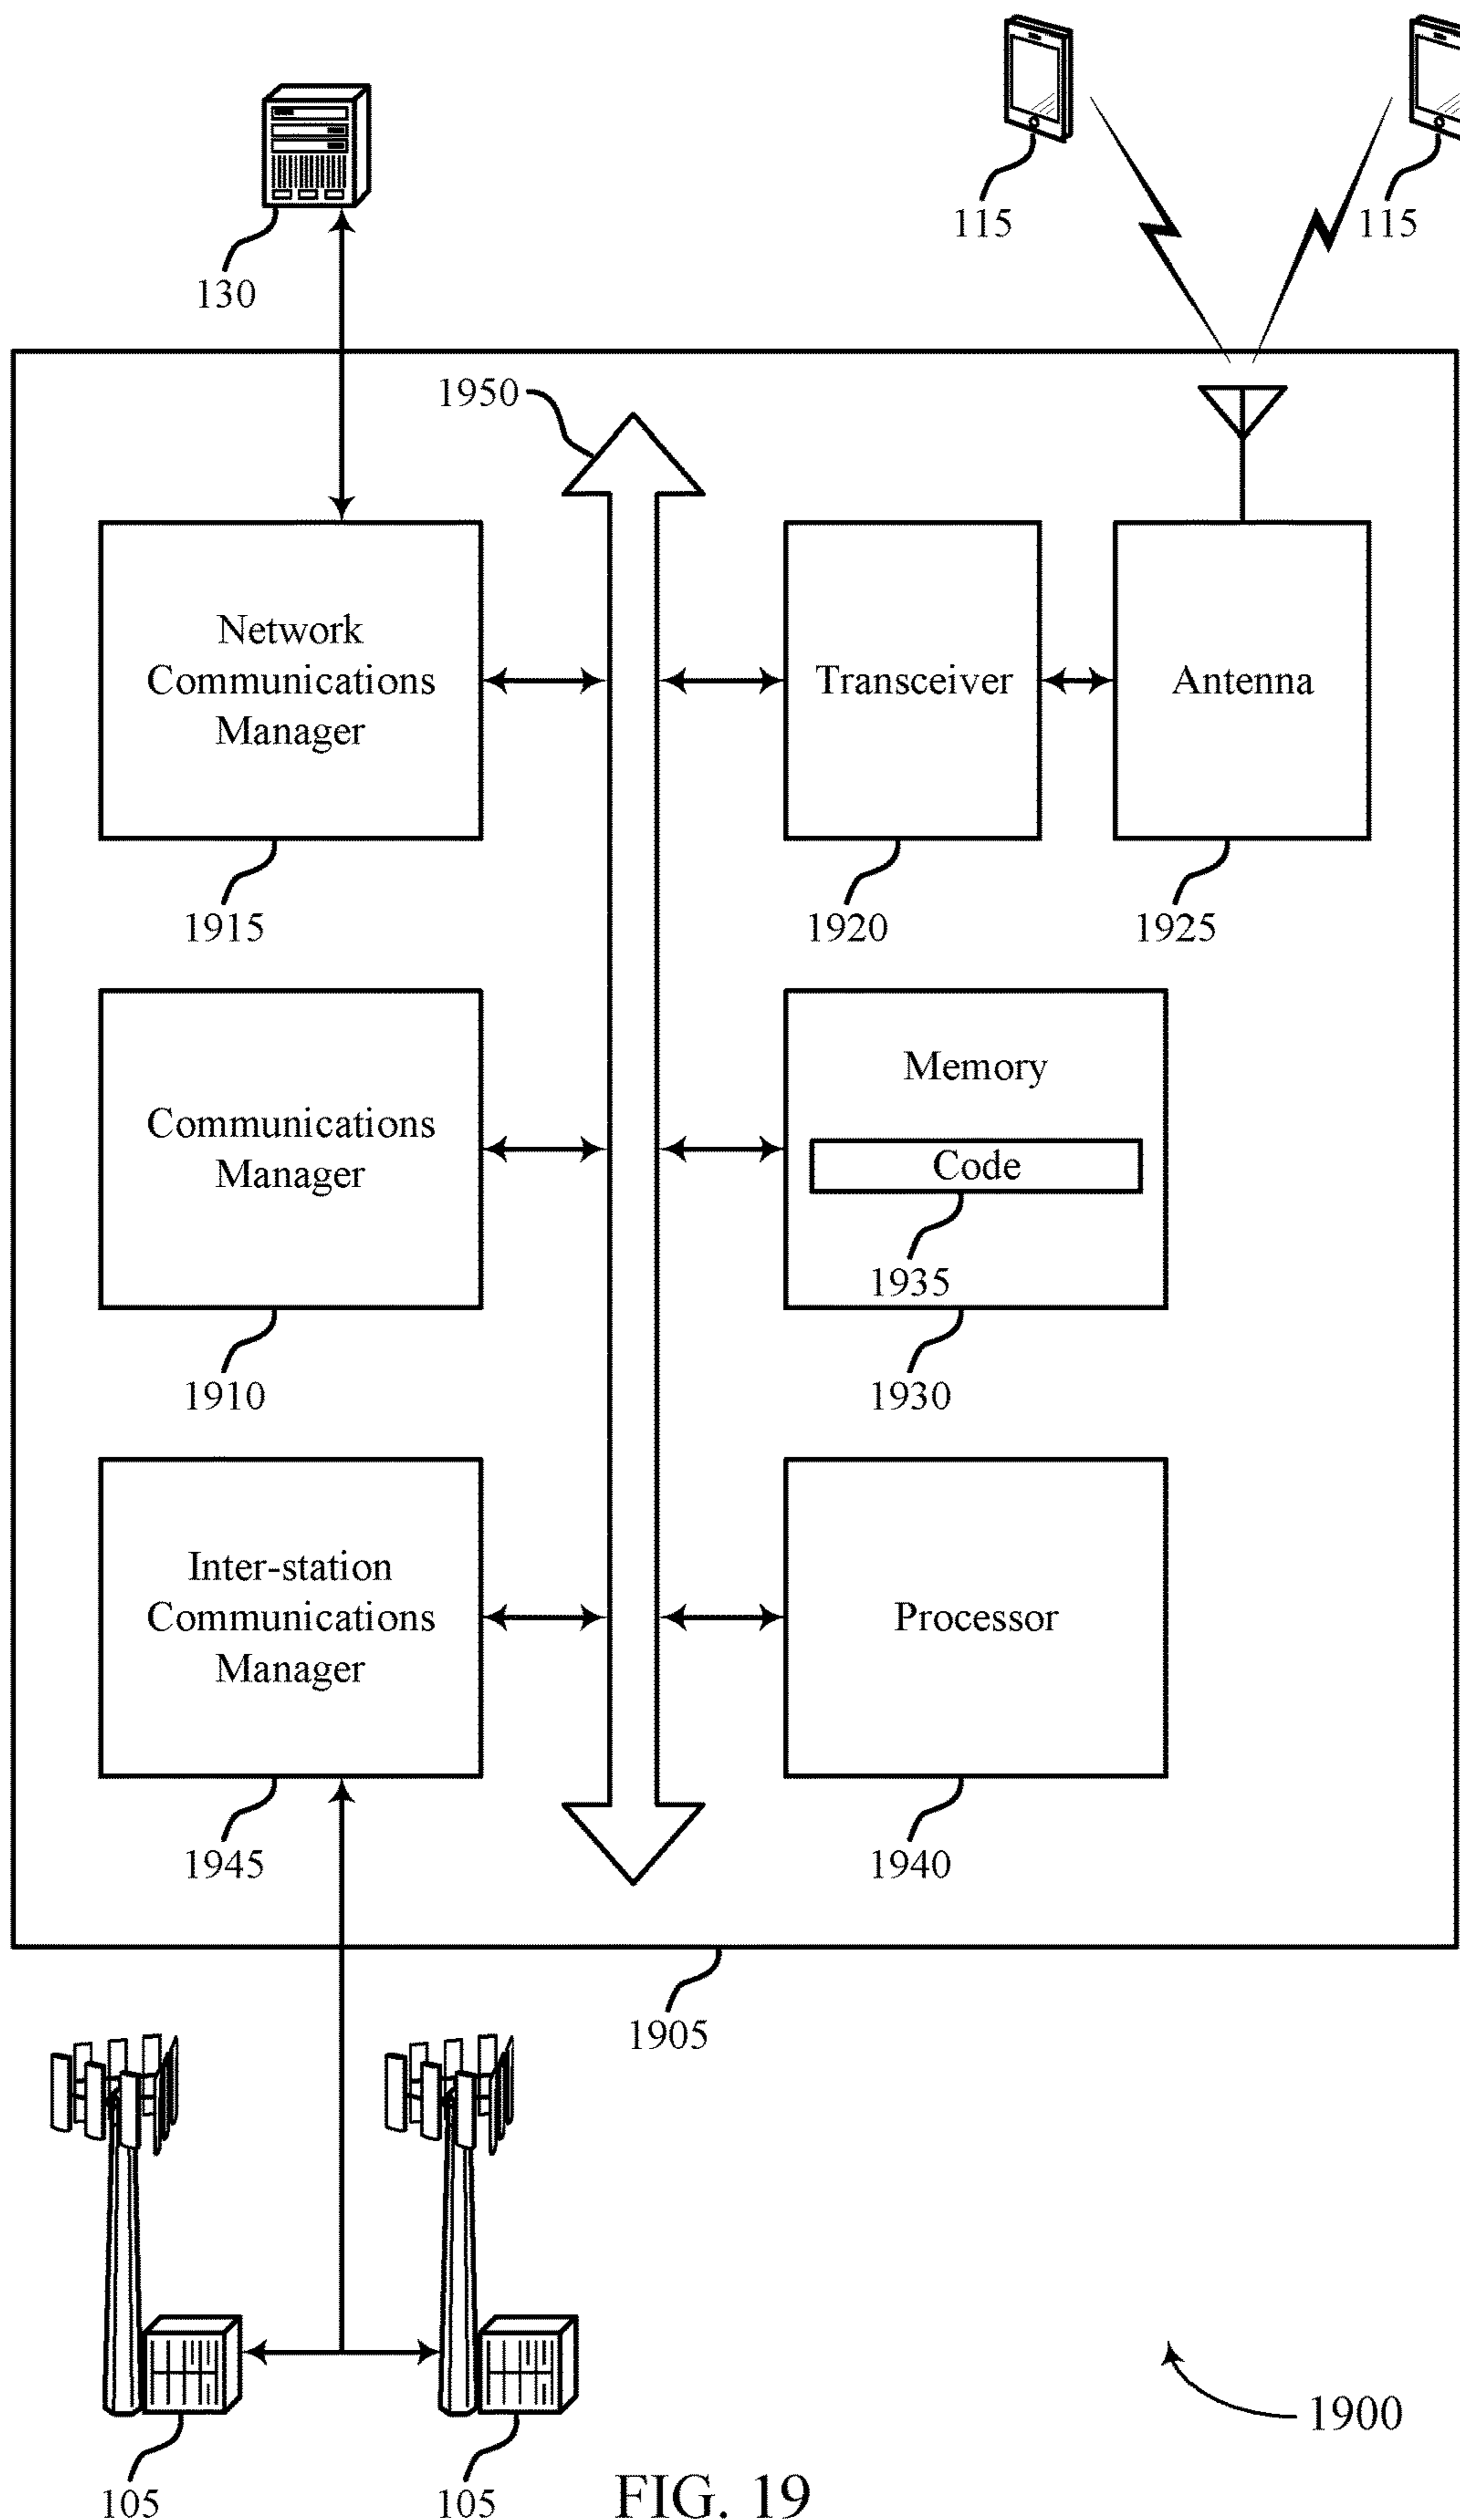 115
115
130
1950
Network
Communications
Manager
Transceiver
Antenna
1915
1920
1925
Communications
Manager
Memory
Code
1935
1910
1930
Inter-station
Communications
Manager
Processor
1945
1940
1905
1900
105
105
FIG. 19